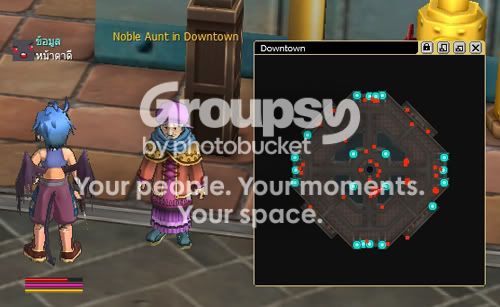 Noble Aunt in Downtown
ข้อมูล
หน้าตาดี
Downtown
Groupsy
by photobucket
Your people. Your moments.
Your space.